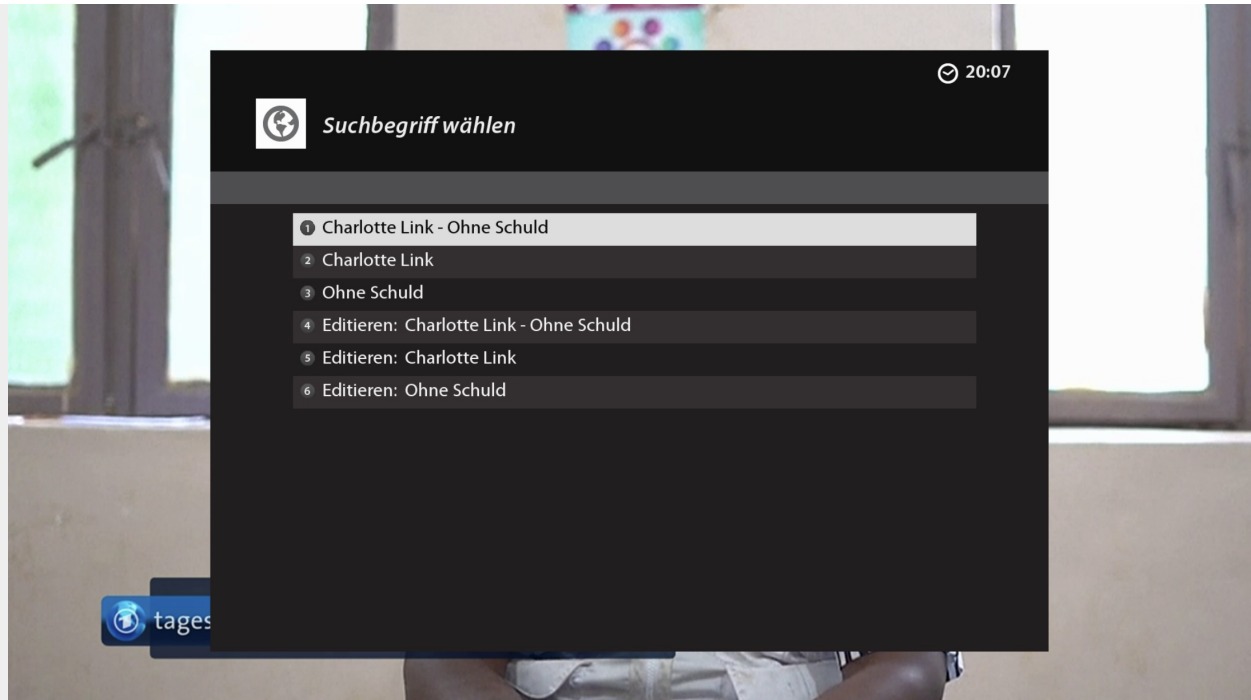 20:07
Suchbegriff wählen
1 Charlotte Link - Ohne Schuld
2 Charlotte Link
3 Ohne Schuld
4 Editieren: Charlotte Link - Ohne Schuld
5 Editieren: Charlotte Link
6 Editieren: Ohne Schuld
tages